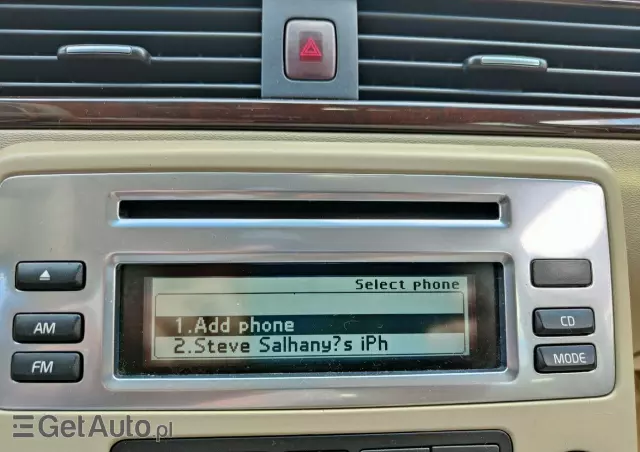 Select phone
1.Add phone
2.Steve Salhany?s iPh
AM
FM
CD
MODE
GetAuto.pl